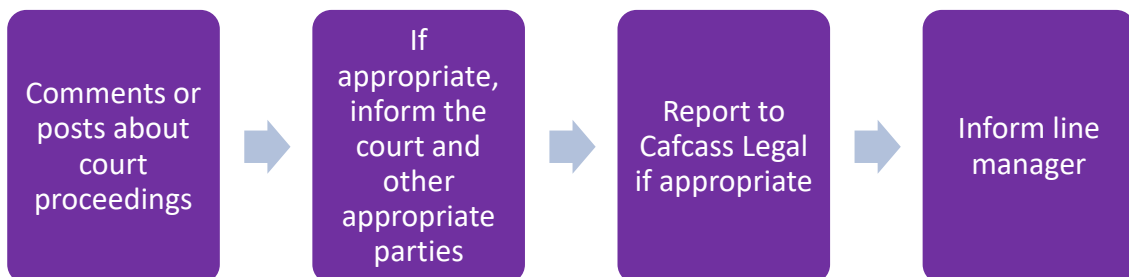 Comments or
posts about
court
proceedings
If
appropriate,
inform the
court and
other
appropriate
parties
Report to
Cafcass Legal
if appropriate
Inform line
manager